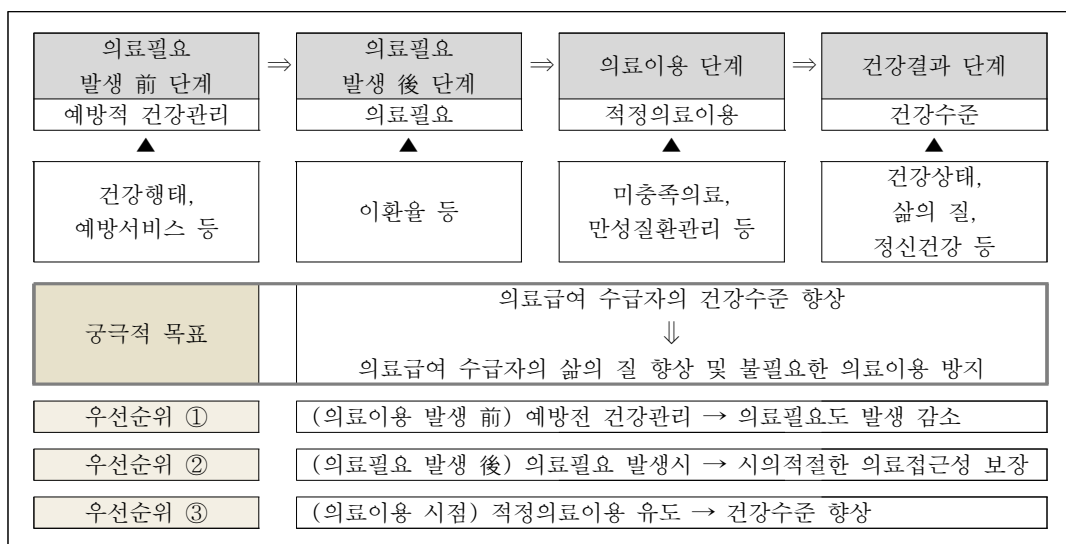 의료필요
발생 前 단계
⇒
의료필요
발생 後 단계
⇒
의료이용 단계
⇒
건강결과 단계
예방적 건강관리
의료필요
적정의료이용
건강수준
▲
▲
▲
▲
건강행태,
예방서비스 등
이환율 등
미충족의료,
만성질환관리 등
건강상태,
삶의 질,
정신건강 등
궁극적 목표
의료급여 수급자의 건강수준 향상
⇓
의료급여 수급자의 삶의 질 향상 및 불필요한 의료이용 방지
우선순위 ①
(의료이용 발생 前) 예방전 건강관리 → 의료필요도 발생 감소
우선순위 ②
(의료필요 발생 後) 의료필요 발생시 → 시의적절한 의료접근성 보장
우선순위 ③
(의료이용 시점) 적정의료이용 유도 → 건강수준 향상